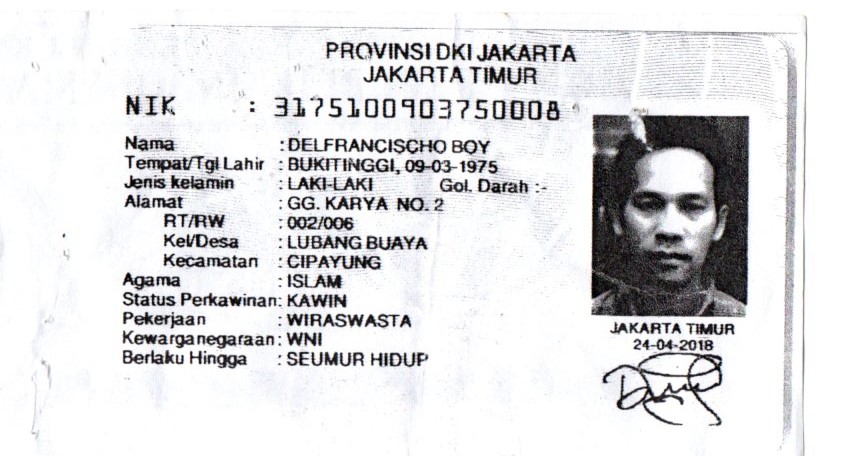 PROVINSI DKI JAKARTA
JAKARTA TIMUR
NIK : 3175100903750008
Nama : DELFRANCISCHO BOY
Tempat/Tgl Lahir : BUKITINGGI, 09-03-1975
Jenis kelamin : LAKI-LAKI Gol. Darah :-
Alamat : GG. KARYA NO. 2
RT/RW : 002/006
Kel/Desa : LUBANG BUAYA
Kecamatan : CIPAYUNG
Agama : ISLAM
Status Perkawinan: KAWIN
Pekerjaan : WIRASWASTA
Kewarganegaraan: WNI
Berlaku Hingga : SEUMUR HIDUP
JAKARTA TIMUR
24-04-2018